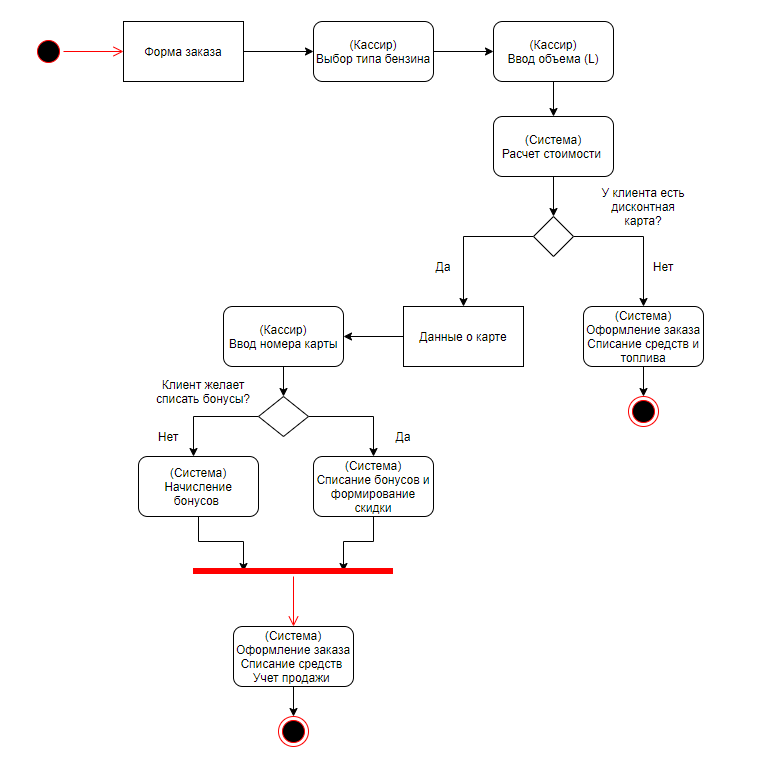 Форма заказа
(Кассир)
Выбор типа бензина
(Кассир)
Ввод объема (L)
(Система)
Расчет стоимости
У клиента есть
дисконтная
карта?
Да
Нет
(Кассир)
Ввод номера карты
Данные о карте
(Система)
Оформление заказа
Списание средств и
топлива
Клиент желает
списать бонусы?
Нет
Да
(Система)
Начисление
бонусов
(Система)
Списание бонусов и
формирование
скидки
(Система)
Оформление заказа
Списание средств
Учет продажи